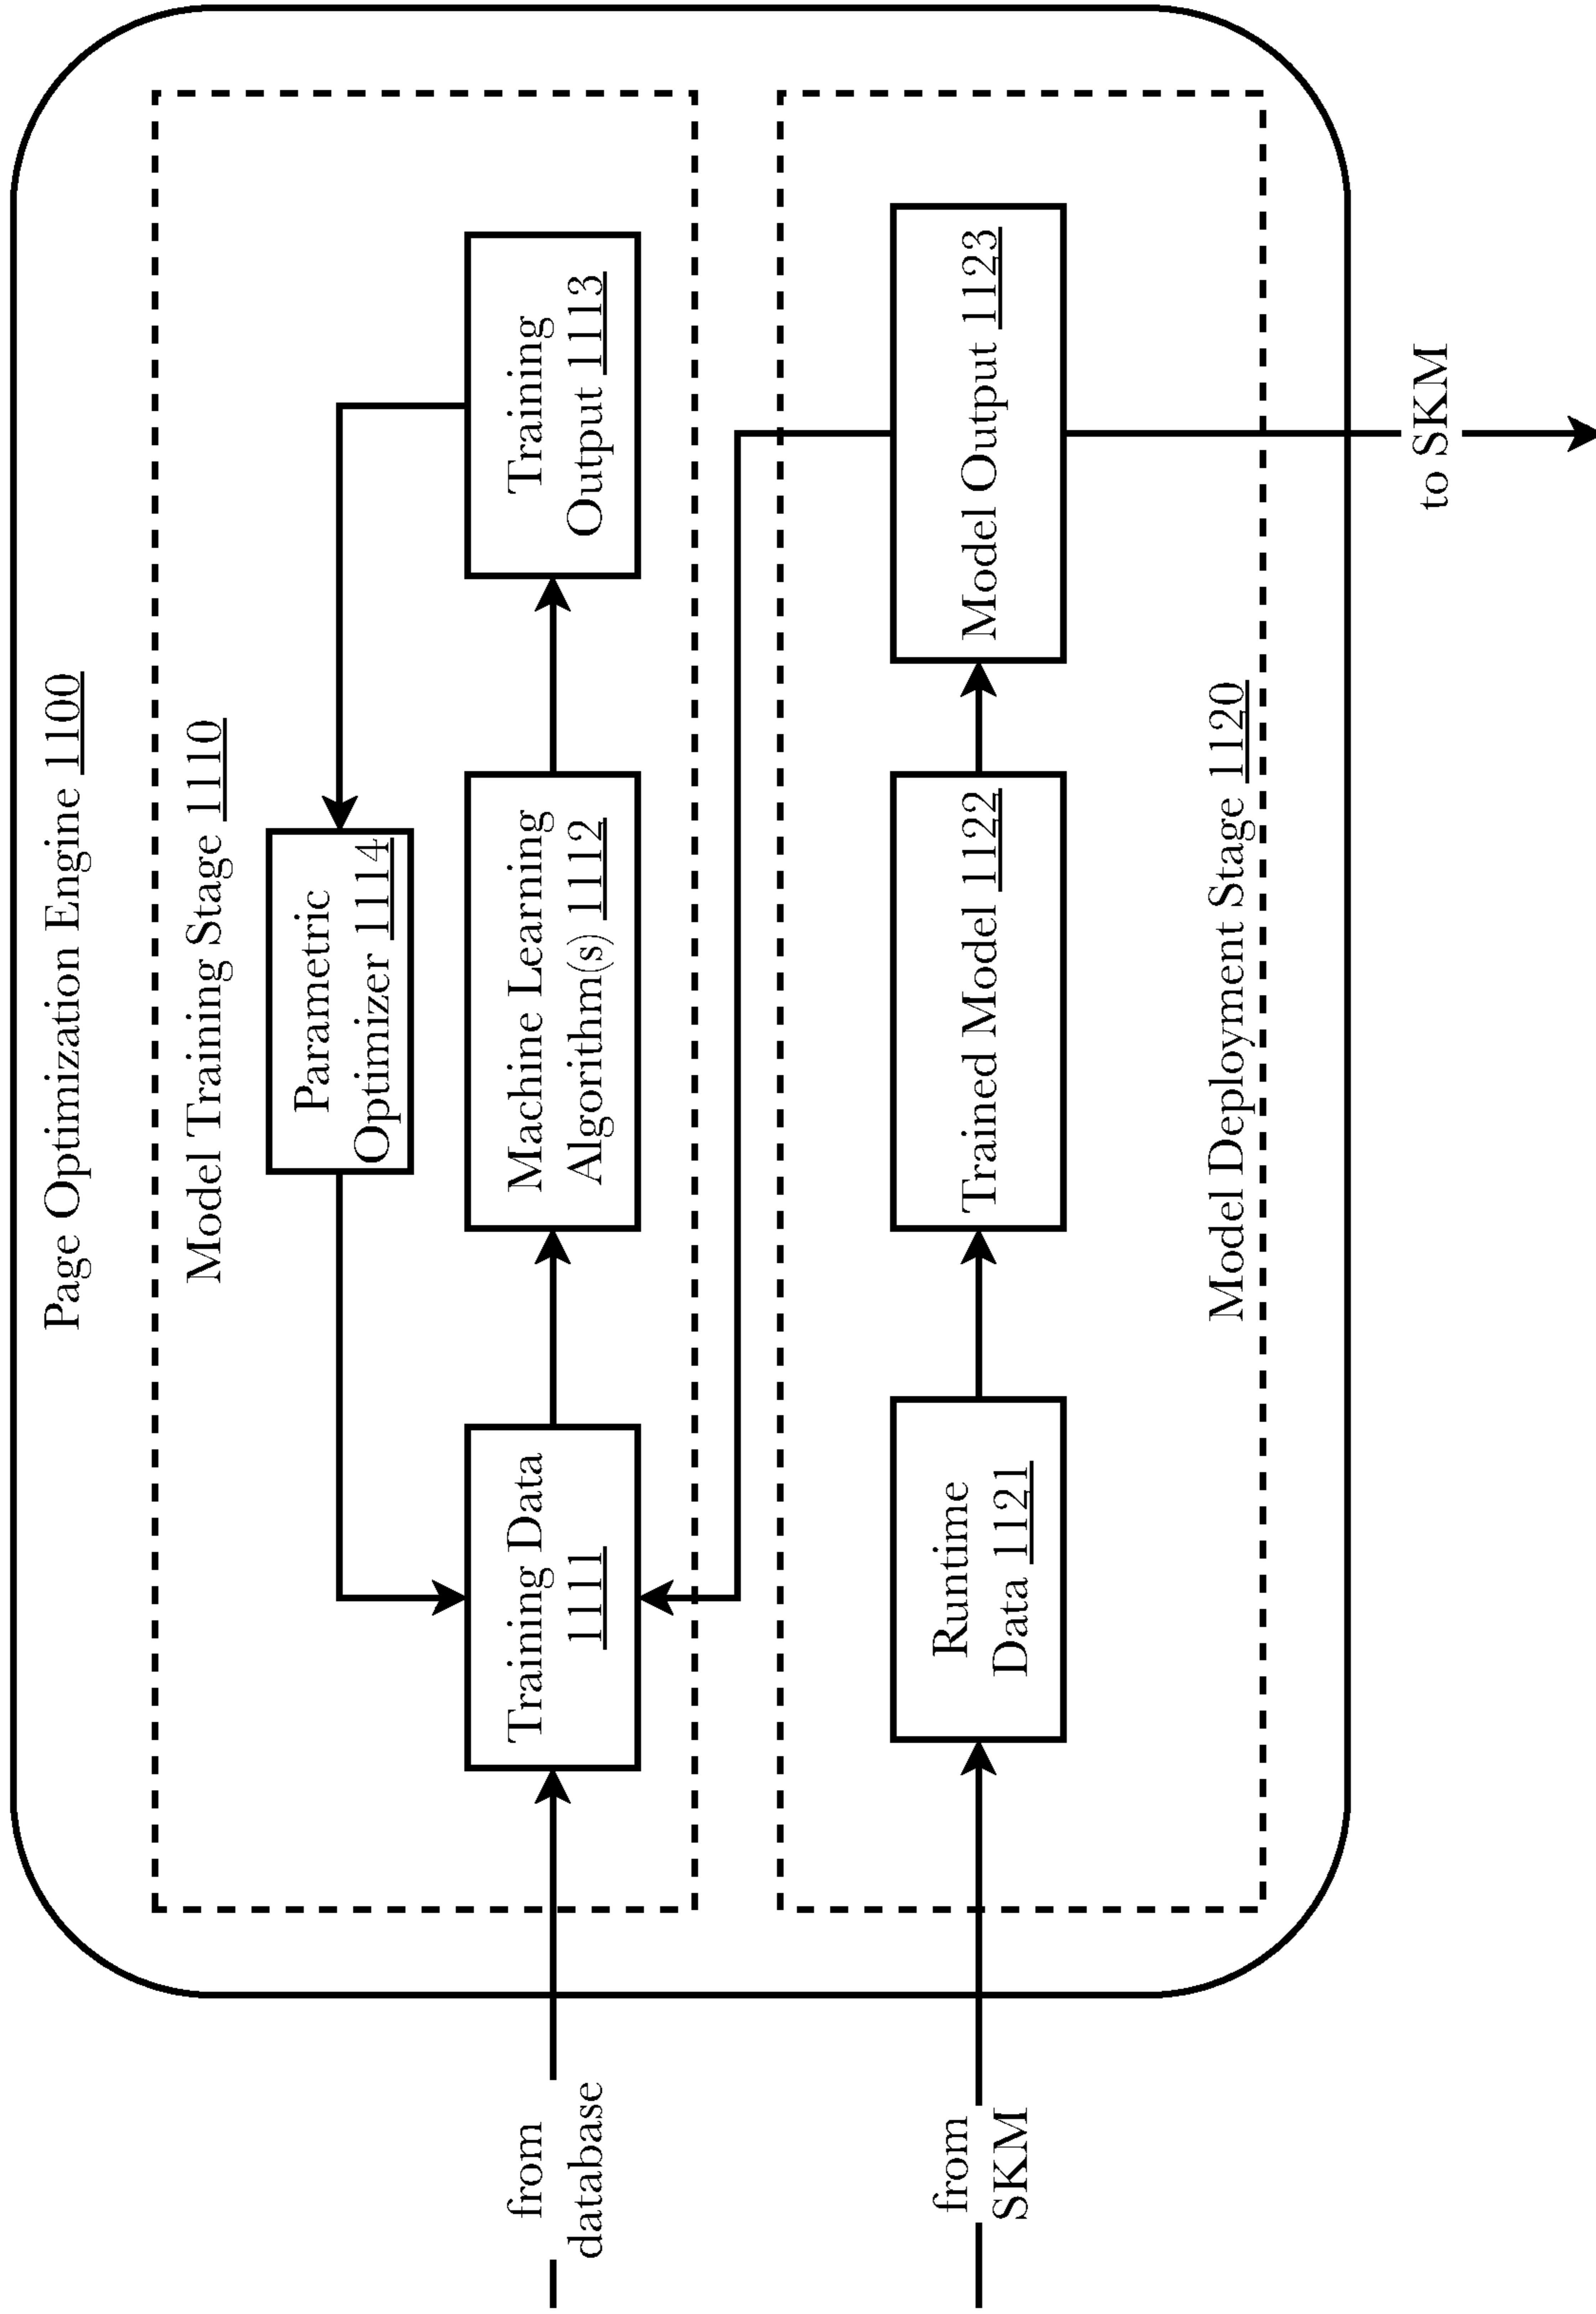 Page Optimization Engine 1100
Model Training Stage 1110
Parametric
Optimizer 1114
from
database
Training Data
1111
Machine Learning
Algorithm(s) 1112
Training
Output 1113
from
SKM
Runtime
Data 1121
Trained Model 1122
Model Output 1123
Model Deployment Stage 1120
to SKM